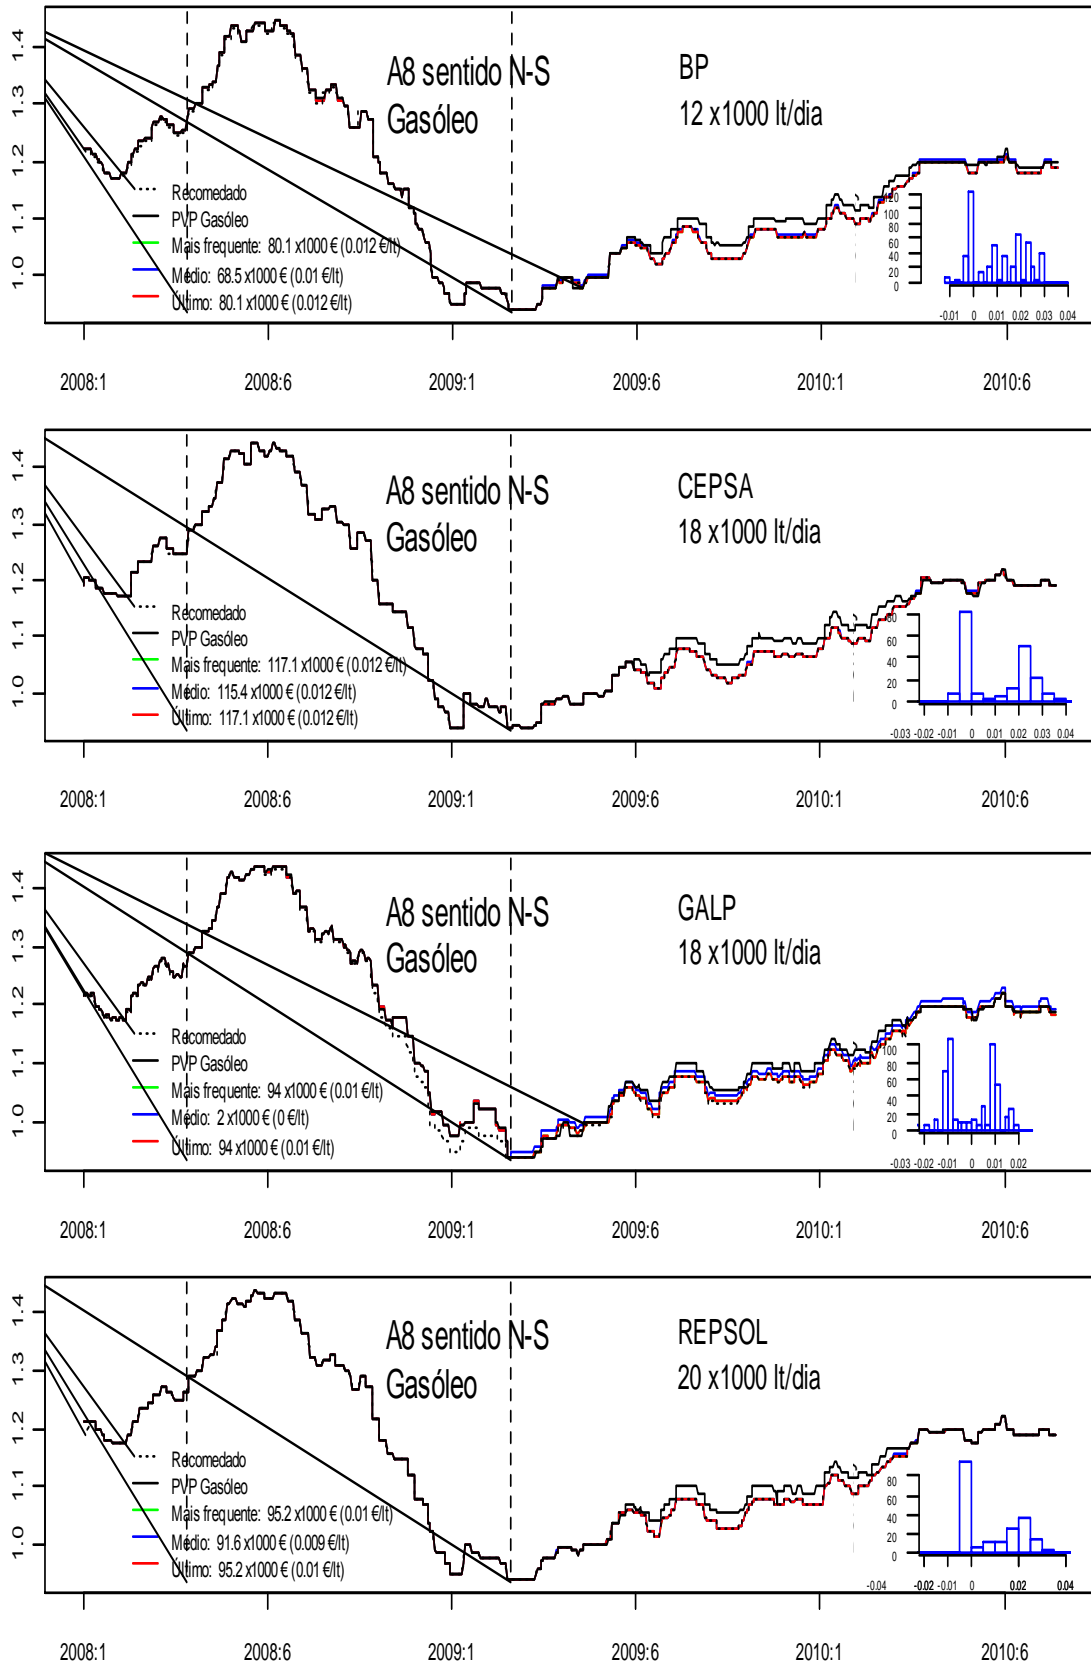 A8 sentido N-S
Gasóleo
BP
12 x1000 lt/dia
Recomedado
PVP Gasóleo
Mais frequente: 80.1 x1000 € (0.012 €/lt)
Médio: 68.5 x1000 € (0.01 €/lt)
Último: 80.1 x1000 € (0.012 €/lt)
1.4
1.3
1.2
1.1
1.0
120
100
80
60
40
20
0
-0.01 0 0.01 0.02 0.03 0.04
2008:1 2008:6 2009:1 2009:6 2010:1 2010:6
A8 sentido N-S
Gasóleo
CEPSA
18 x1000 lt/dia
Recomedado
PVP Gasóleo
Mais frequente: 117.1 x1000 € (0.012 €/lt)
Médio: 115.4 x1000 € (0.012 €/lt)
Último: 117.1 x1000 € (0.012 €/lt)
1.4
1.3
1.2
1.1
1.0
80
60
40
20
0
-0.03 -0.02 -0.01 0 0.01 0.02 0.03 0.04
2008:1 2008:6 2009:1 2009:6 2010:1 2010:6
A8 sentido N-S
Gasóleo
GALP
18 x1000 lt/dia
Recomedado
PVP Gasóleo
Mais frequente: 94 x1000 € (0.01 €/lt)
Médio: 2 x1000 € (0 €/lt)
Último: 94 x1000 € (0.01 €/lt)
1.4
1.3
1.2
1.1
1.0
100
80
60
40
20
0
-0.03 -0.02 -0.01 0 0.01 0.02
2008:1 2008:6 2009:1 2009:6 2010:1 2010:6
A8 sentido N-S
Gasóleo
REPSOL
20 x1000 lt/dia
Recomedado
PVP Gasóleo
Mais frequente: 95.2 x1000 € (0.01 €/lt)
Médio: 91.6 x1000 € (0.009 €/lt)
Último: 95.2 x1000 € (0.01 €/lt)
1.4
1.3
1.2
1.1
1.0
80
60
40
20
0
-0.04 -0.02 -0.01 0 0.02 0.04
2008:1 2008:6 2009:1 2009:6 2010:1 2010:6